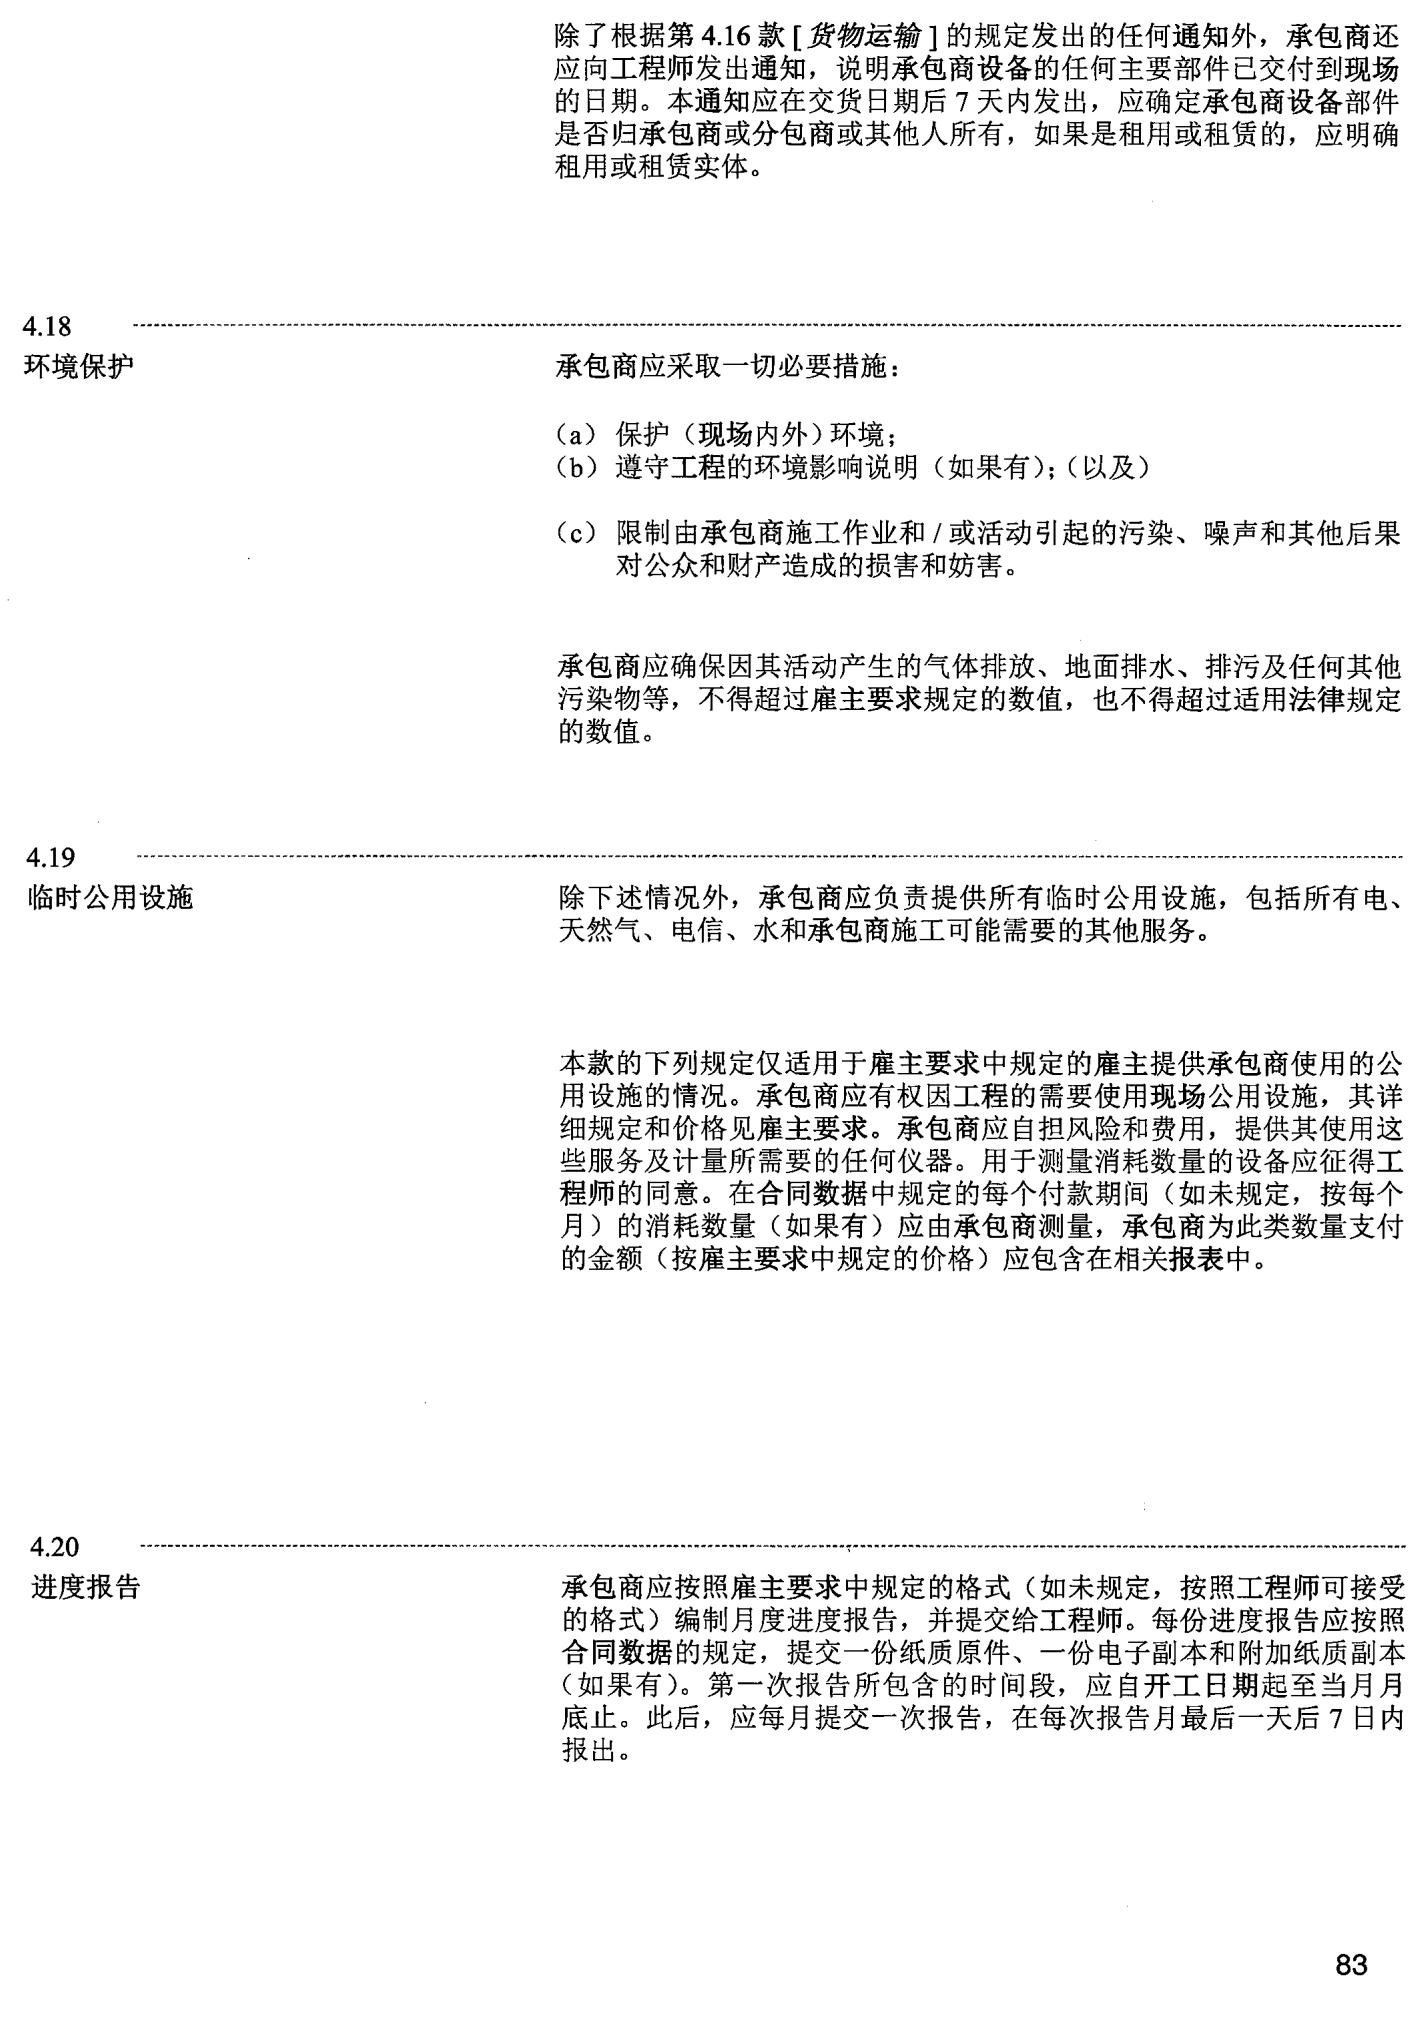 除了根据第 4.16 款 [ 货物运输 ] 的规定发出的任何通知外，承包商还
应向工程师发出通知，说明承包商设备的任何主要部件已交付到现场
的日期。本通知应在交货日期后 7 天内发出，应确定承包商设备部件
是否归承包商或分包商或其他人所有，如果是租用或租赁的，应明确
租用或租赁实体。
4.18
环境保护
承包商应采取一切必要措施：
（a） 保护（现场内外）环境；
（b） 遵守工程的环境影响说明（如果有）；（以及）
（c） 限制由承包商施工作业和 / 或活动引起的污染、噪声和其他后果
对公众和财产造成的损害和妨害。
承包商应确保因其活动产生的气体排放、地面排水、排污及任何其他
污染物等，不得超过雇主要求规定的数值，也不得超过适用法律规定
的数值。
4.19
临时公用设施
除下述情况外，承包商应负责提供所有临时公用设施，包括所有电、
天然气、电信、水和承包商施工可能需要的其他服务。
本款的下列规定仅适用于雇主要求中规定的雇主提供承包商使用的公
用设施的情况。承包商应有权因工程的需要使用现场公用设施，其详
细规定和价格见雇主要求。承包商应自担风险和费用，提供其使用这
些服务及计量所需要的任何仪器。用于测量消耗数量的设备应征得工
程师的同意。在合同数据中规定的每个付款期间（如未规定，按每个
月）的消耗数量（如果有）应由承包商测量，承包商为此类数量支付
的金额（按雇主要求中规定的价格）应包含在相关报表中。
4.20
进度报告
承包商应按照雇主要求中规定的格式（如未规定，按照工程师可接受
的格式）编制月度进度报告，并提交给工程师。每份进度报告应按照
合同数据的规定，提交一份纸质原件、一份电子副本和附加纸质副本
（如果有）。第一次报告所包含的时间段，应自开工日期起至当月月
底止。此后，应每月提交一次报告，在每次报告月最后一天后 7 日内
报出。
83